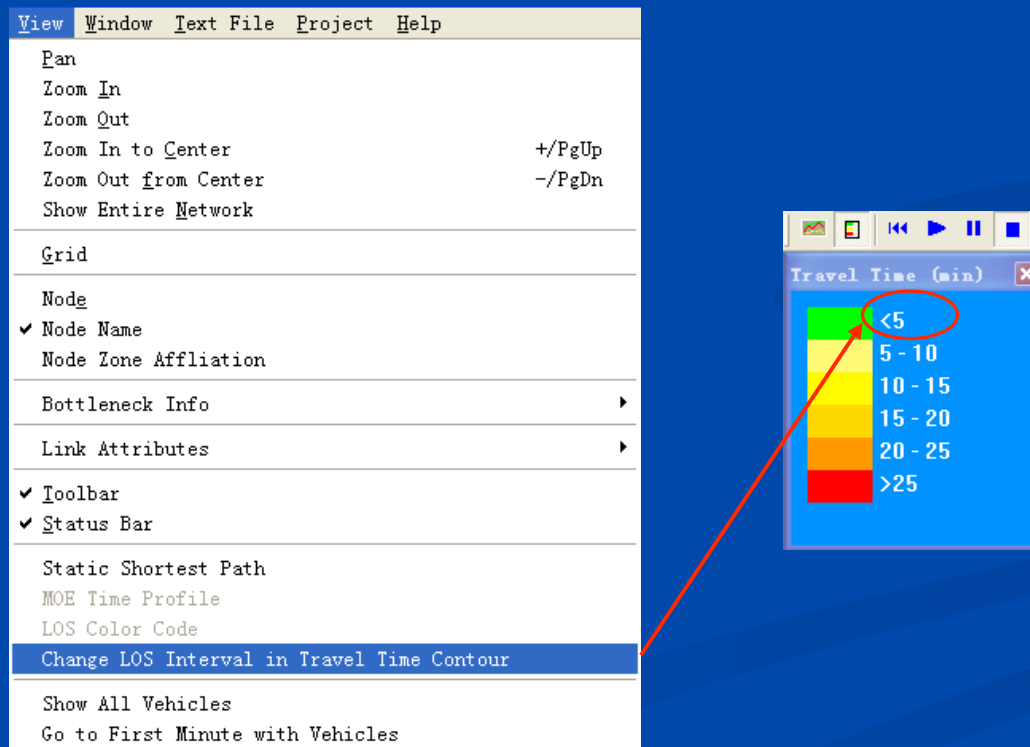 View Window Text File Project Help
Pan
Zoom In
Zoom Out
Zoom In to Center +/PgUp
Zoom Out from Center -/PgDn
Show Entire Network
Grid
Node
Node Name
Node Zone Affliation
Bottleneck Info
Link Attributes
Toolbar
Status Bar
Static Shortest Path
MOE Time Profile
LOS Color Code
Change LOS Interval in Travel Time Contour
Show All Vehicles
Go to First Minute with Vehicles
Travel Time (min)
<5
5 - 10
10 - 15
15 - 20
20 - 25
>25